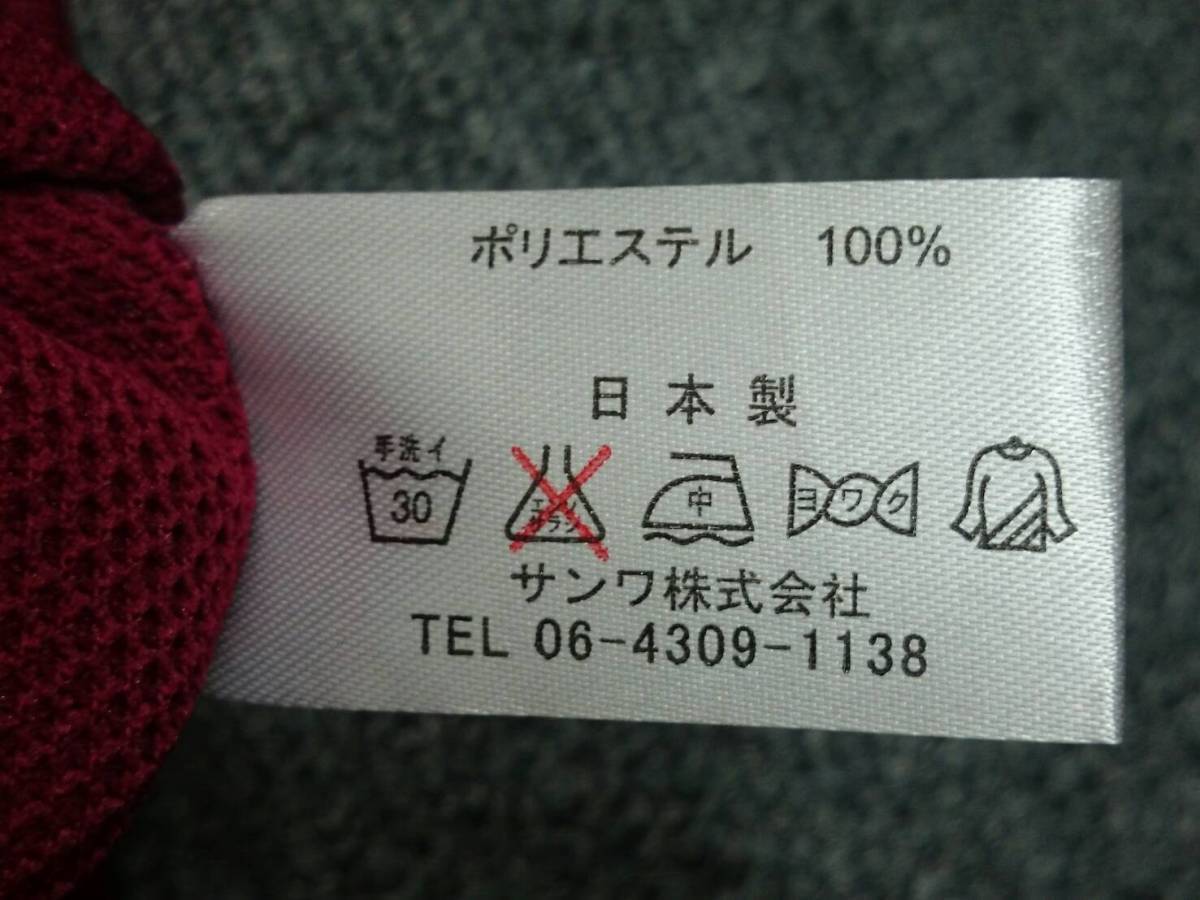 ポリエステル 100%
日本製
手洗イ
30
エンソ
サラシ
中
ヨワク
サンワ株式会社
TEL 06-4309-1138